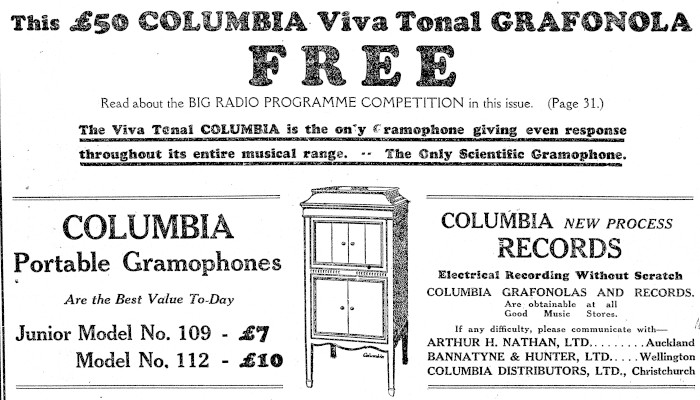 This £50 COLUMBIA Viva Tonal GRAFONOLA
FREE
Read about the BIG RADIO PROGRAMME COMPETITION in this issue. (Page 31.)
The Viva Tonal COLUMBIA is the only Gramophone giving even response
throughout its entire musical range. -- The Only Scientific Gramophone.
COLUMBIA
Portable Gramophones
Are the Best Value To-Day
Junior Model No. 109 - £7
Model No. 112 - £10
Columbia
COLUMBIA NEW PROCESS
RECORDS
Electrical Recording Without Scratch
COLUMBIA GRAFONOLAS AND RECORDS.
Are obtainable at all
Good Music Stores.
If any difficulty, please communicate with—
ARTHUR H. NATHAN, LTD.........Auckland
BANNATYNE & HUNTER, LTD......Wellington
COLUMBIA DISTRIBUTORS, LTD., Christchurch